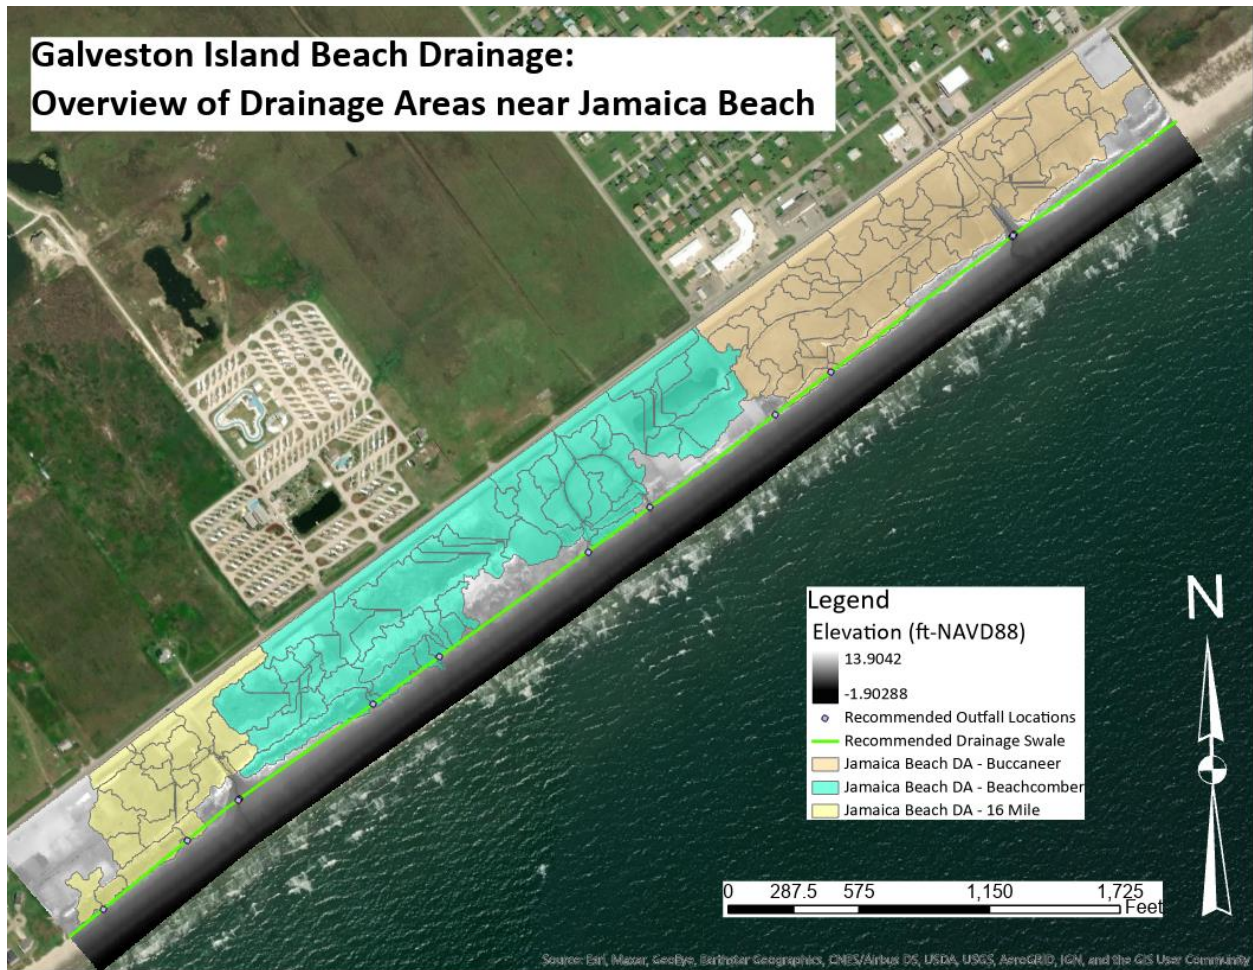 Galveston Island Beach Drainage:
Overview of Drainage Areas near Jamaica Beach
Legend
Elevation (ft-NAVD88)
13.9042
-1.90288
Recommended Outfall Locations
Recommended Drainage Swale
Jamaica Beach DA - Buccaneer
Jamaica Beach DA - Beachcomber
Jamaica Beach DA - 16 Mile
N
0 287.5 575 1,150 1,725
Feet
Source: Esri, Maxar, GeoEye, Earthstar Geographics, CNES/Airbus DS, USDA, USGS, AeroGRID, IGN, and the GIS User Community